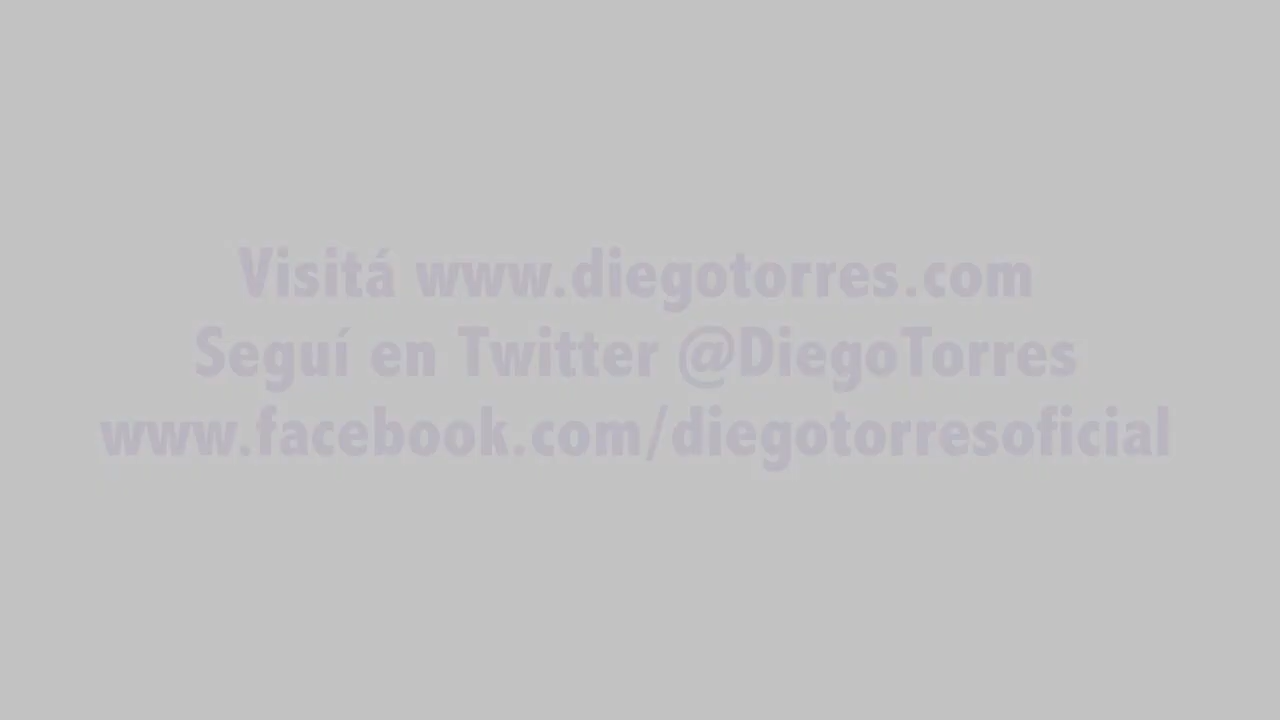 Visitá www.diegotorres.com
Seguí en Twitter @DiegoTorres
www.facebook.com/diegotorresoficial